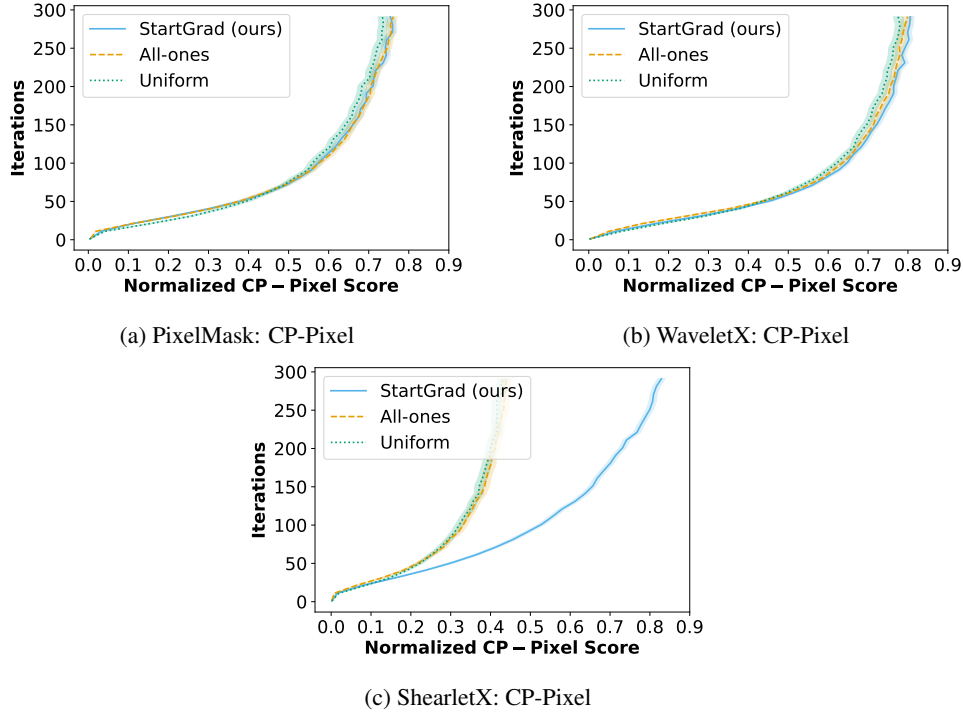 StartGrad (ours)
All-ones
Uniform
300
250
200
150
100
50
0
Iterations
0.0 0.1 0.2 0.3 0.4 0.5 0.6 0.7 0.8 0.9
Normalized CP − Pixel Score
(a) PixelMask: CP-Pixel
StartGrad (ours)
All-ones
Uniform
300
250
200
150
100
50
0
Iterations
0.0 0.1 0.2 0.3 0.4 0.5 0.6 0.7 0.8 0.9
Normalized CP − Pixel Score
(b) WaveletX: CP-Pixel
StartGrad (ours)
All-ones
Uniform
300
250
200
150
100
50
0
Iterations
0.0 0.1 0.2 0.3 0.4 0.5 0.6 0.7 0.8 0.9
Normalized CP − Pixel Score
(c) ShearletX: CP-Pixel